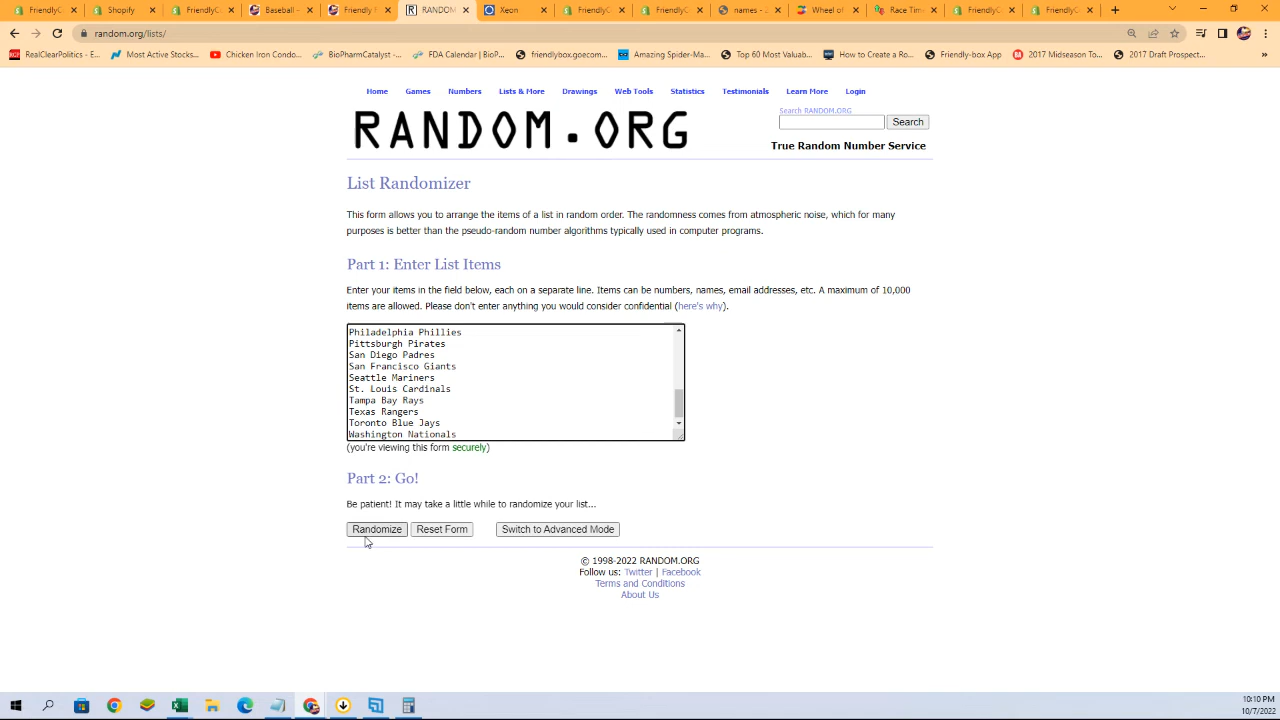 FriendlyC
Shopify
FriendlyC
Baseball -
FriendlyC
RANDOM
Xeon
FriendlyC
FriendlyC
names -
Wheel of
Race Time
FriendlyC
FriendlyC
random.org/lists/
RealClearPolitics - E...
Most Active Stocks...
Chicken Iron Condo...
BioPharmCatalyst -...
FDA Calendar | BioP...
friendlybox.goecom...
Amazing Spider-Ma...
Top 60 Most Valuab...
How to Create a Ro...
Friendly-box App
2017 Midseason To...
2017 Draft Prospect...
Home
Games
Numbers
Lists & More
Drawings
Web Tools
Statistics
Testimonials
Learn More
Login
RANDOM.ORG
Search RANDOM.ORG
Search
True Random Number Service
List Randomizer
This form allows you to arrange the items of a list in random order. The randomness comes from atmospheric noise, which for many
purposes is better than the pseudo-random number algorithms typically used in computer programs.
Part 1: Enter List Items
Enter your items in the field below, each on a separate line. Items can be numbers, names, email addresses, etc. A maximum of 10,000
items are allowed. Please don't enter anything you would consider confidential (here's why).
Philadelphia Phillies
Pittsburgh Pirates
San Diego Padres
San Francisco Giants
Seattle Mariners
St. Louis Cardinals
Tampa Bay Rays
Texas Rangers
Toronto Blue Jays
Washington Nationals
(you're viewing this form securely)
Part 2: Go!
Be patient! It may take a little while to randomize your list...
Randomize
Reset Form
Switch to Advanced Mode
© 1998-2022 RANDOM.ORG
Follow us: Twitter | Facebook
Terms and Conditions
About Us
10:10 PM
10/7/2022